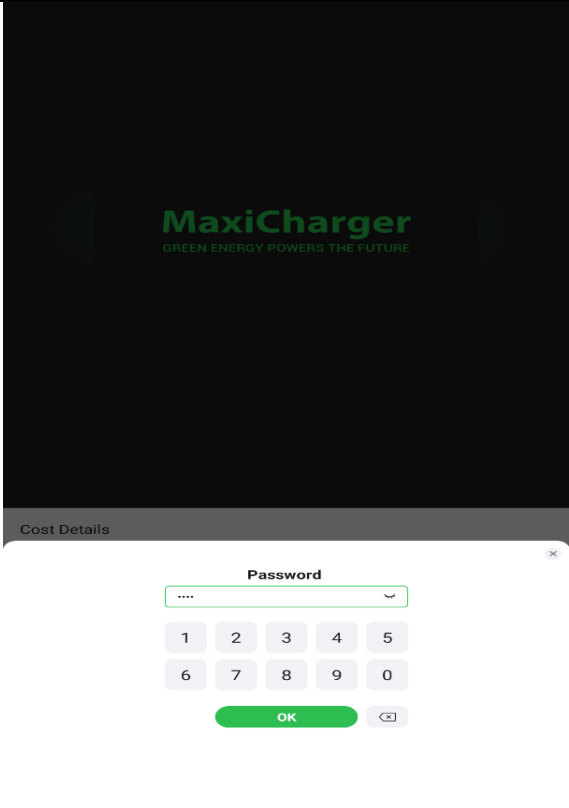 MaxiCharger
GREEN ENERGY POWERS THE FUTURE
Cost Details
Password
••••
1 2 3 4 5
6 7 8 9 0
OK